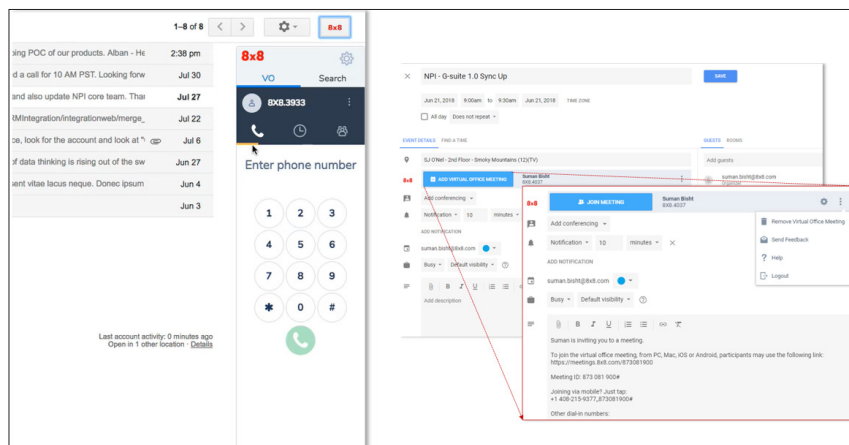 1–8 of 8
8x8
8x8
VO Search
8X8.3933
Enter phone number
1 2 3
4 5 6
7 8 9
* 0 #
ping POC of our products. Alban - He 2:38 pm
d a call for 10 AM PST. Looking forw Jul 30
and also update NPI core team. Than Jul 27
RMIntegration/integrationweb/merge_ Jul 22
ce, look for the account and look at Jul 6
of data thinking is rising out of the sw Jun 27
ent vitae lacus neque. Donec ipsum Jun 4
Jun 3
Last account activity: 0 minutes ago
Open in 1 other location · Details
NPI - G-suite 1.0 Sync Up
SAVE
Jun 21, 2018 9:00am to 9:30am Jun 21, 2018 TIME ZONE
All day Does not repeat
EVENT DETAILS FIND A TIME
GUESTS ROOMS
SJ O'Nel - 2nd Floor - Smoky Mountains (12)(TV)
Add guests
8x8 ADD VIRTUAL OFFICE MEETING
Suman Bisht
8X8.4037
suman.bisht@8x8.com
Organizer
Add conferencing
Notification 10 minutes
ADD NOTIFICATION
suman.bisht@8x8.com
Busy Default visibility
B I U
Add description
8x8 JOIN MEETING
Suman Bisht
8X8.4037
Remove Virtual Office Meeting
Send Feedback
Help
Logout
Add conferencing
Notification 10 minutes
ADD NOTIFICATION
suman.bisht@8x8.com
Busy Default visibility
B I U
Suman is inviting you to a meeting.
To join the virtual office meeting, from PC, Mac, iOS or Android, participants may use the following link:
https://meetings.8x8.com/873081900
Meeting ID: 873 081 900#
Joining via mobile? Just tap:
+1 408-215-9377,,873081900#
Other dial-in numbers: